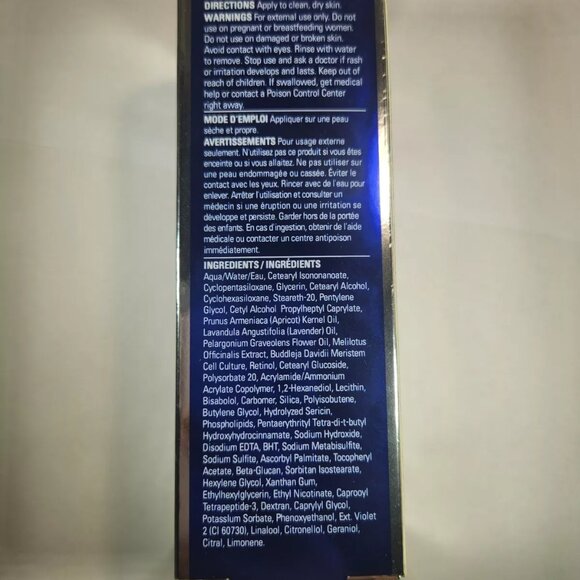 DIRECTIONS Apply to clean, dry skin.
WARNINGS For external use only. Do not
use on pregnant or breastfeeding women.
Do not use on damaged or broken skin.
Avoid contact with eyes. Rinse with water
to remove. Stop use and ask a doctor if rash
or irritation develops and lasts. Keep out of
reach of children. If swallowed, get medical
help or contact a Poison Control Center
right away.
MODE D'EMPLOI Appliquer sur une peau
sèche et propre.
AVERTISSEMENTS Pour usage externe
seulement. N'utilisez pas ce produit si vous êtes
enceinte ou si vous allaitez. Ne pas utiliser sur
une peau endommagée ou cassée. Éviter le
contact avec les yeux. Rincer avec de l'eau pour
enlever. Arrêter l'utilisation et consulter un
médecin si une éruption ou une irritation se
développe et persiste. Garder hors de la portée
des enfants. En cas d'ingestion, obtenir de l'aide
médicale ou contacter un centre antipoison
immédiatement.
INGREDIENTS / INGRÉDIENTS
Aqua/Water/Eau, Cetearyl Isononanoate,
Cyclopentasiloxane, Glycerin, Cetearyl Alcohol,
Cyclohexasiloxane, Steareth-20, Pentylene
Glycol, Cetyl Alcohol Propylheptyl Caprylate,
Prunus Armeniaca (Apricot) Kernel Oil,
Lavandula Angustifolia (Lavender) Oil,
Pelargonium Graveolens Flower Oil, Melilotus
Officinalis Extract, Buddleja Davidii Meristem
Cell Culture, Retinol, Cetearyl Glucoside,
Polysorbate 20, Acrylamide/Ammonium
Acrylate Copolymer, 1,2-Hexanediol, Lecithin,
Bisabolol, Carbomer, Silica, Polyisobutene,
Butylene Glycol, Hydrolyzed Sericin,
Phospholipids, Pentaerythrityl Tetra-di-t-butyl
Hydroxyhydrocinnamate, Sodium Hydroxide,
Disodium EDTA, BHT, Sodium Metabisulfite,
Sodium Sulfite, Ascorbyl Palmitate, Tocopheryl
Acetate, Beta-Glucan, Sorbitan Isostearate,
Hexylene Glycol, Xanthan Gum,
Ethylhexylglycerin, Ethyl Nicotinate, Caprooyl
Tetrapeptide-3, Dextran, Caprylyl Glycol,
Potassium Sorbate, Phenoxyethanol, Ext. Violet
2 (CI 60730), Linalool, Citronellol, Geraniol,
Citral, Limonene.